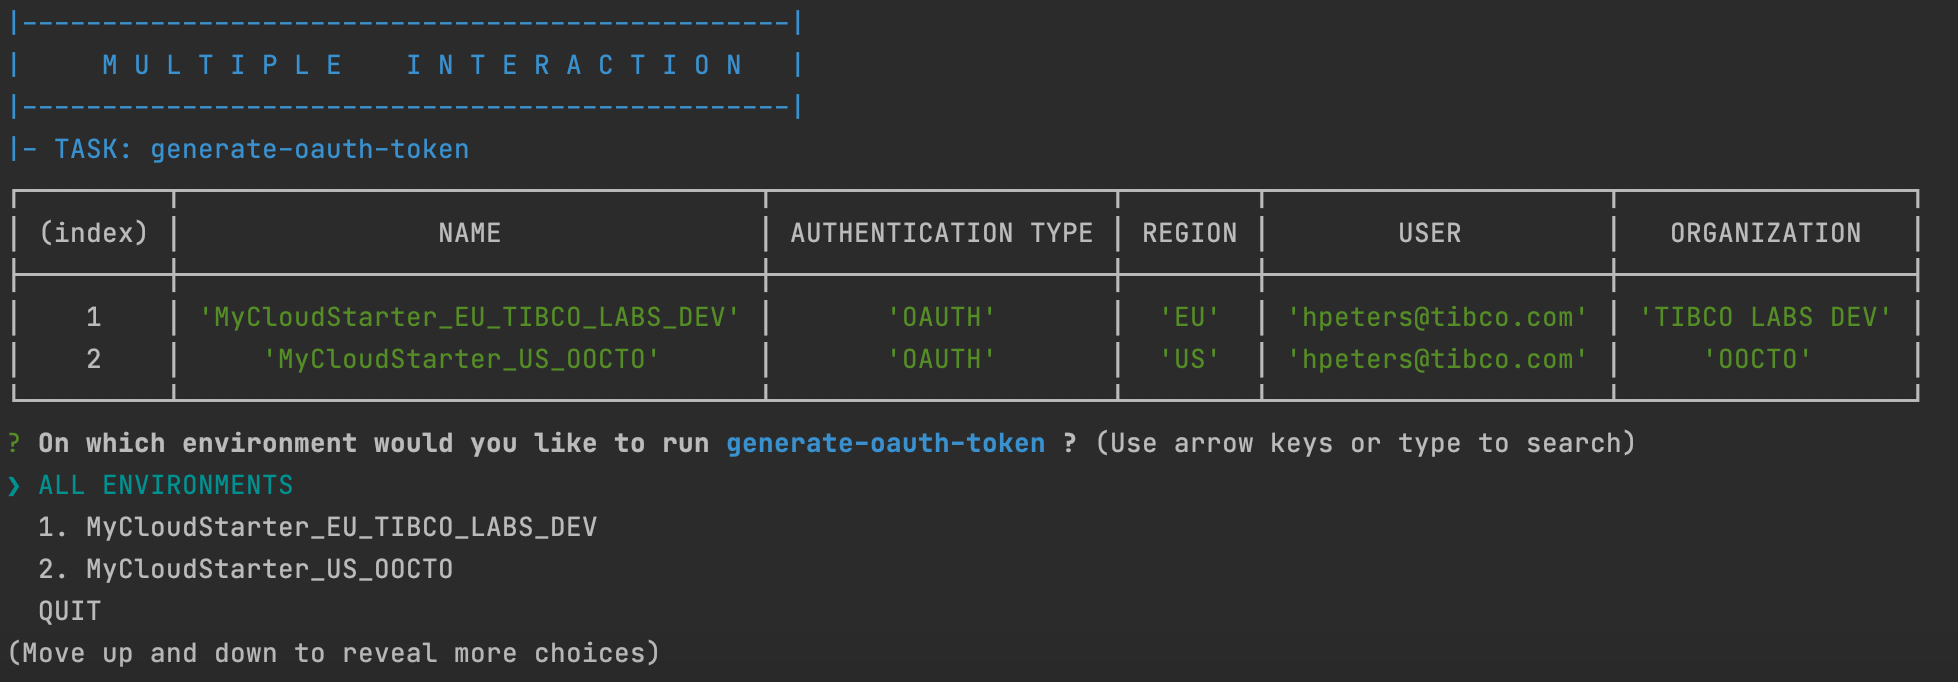 |------------------------------------------------|
|     M U L T I P L E    I N T E R A C T I O N   |
|------------------------------------------------|
|- TASK: generate-oauth-token
(index) NAME AUTHENTICATION TYPE REGION USER ORGANIZATION
1 'MyCloudStarter_EU_TIBCO_LABS_DEV' 'OAUTH' 'EU' 'hpeters@tibco.com' 'TIBCO LABS DEV'
2 'MyCloudStarter_US_OOCTO' 'OAUTH' 'US' 'hpeters@tibco.com' 'OOCTO'
? On which environment would you like to run generate-oauth-token ? (Use arrow keys or type to search)
❯ ALL ENVIRONMENTS
1. MyCloudStarter_EU_TIBCO_LABS_DEV
2. MyCloudStarter_US_OOCTO
QUIT
(Move up and down to reveal more choices)